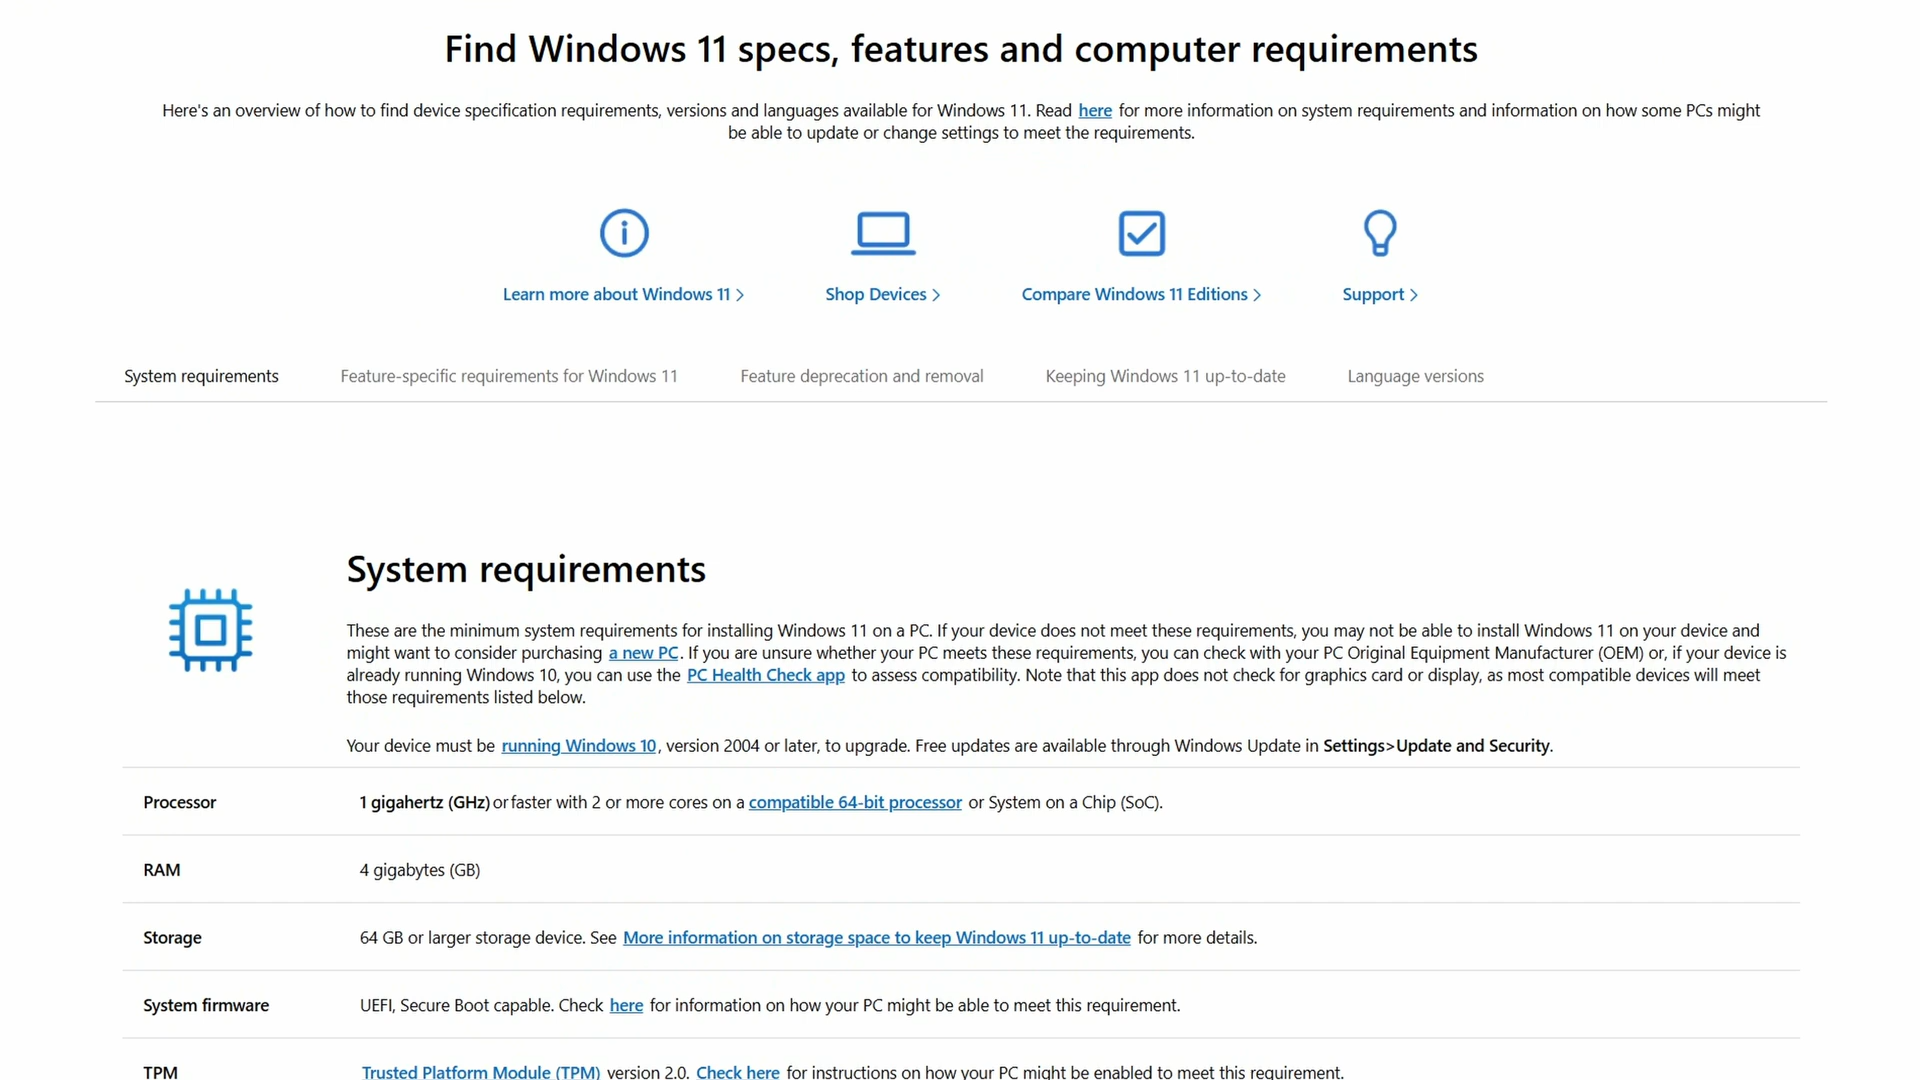 Find Windows 11 specs, features and computer requirements
Here's an overview of how to find device specification requirements, versions and languages available for Windows 11. Read here for more information on system requirements and information on how some PCs might
be able to update or change settings to meet the requirements.
Learn more about Windows 11 >
Shop Devices >
Compare Windows 11 Editions >
Support >
System requirements
Feature-specific requirements for Windows 11
Feature deprecation and removal
Keeping Windows 11 up-to-date
Language versions
System requirements
These are the minimum system requirements for installing Windows 11 on a PC. If your device does not meet these requirements, you may not be able to install Windows 11 on your device and
might want to consider purchasing a new PC. If you are unsure whether your PC meets these requirements, you can check with your PC Original Equipment Manufacturer (OEM) or, if your device is
already running Windows 10, you can use the PC Health Check app to assess compatibility. Note that this app does not check for graphics card or display, as most compatible devices will meet
those requirements listed below.
Your device must be running Windows 10, version 2004 or later, to upgrade. Free updates are available through Windows Update in Settings>Update and Security.
Processor
1 gigahertz (GHz) or faster with 2 or more cores on a compatible 64-bit processor or System on a Chip (SoC).
RAM
4 gigabytes (GB)
Storage
64 GB or larger storage device. See More information on storage space to keep Windows 11 up-to-date for more details.
System firmware
UEFI, Secure Boot capable. Check here for information on how your PC might be able to meet this requirement.
TPM
Trusted Platform Module (TPM) version 2.0. Check here for instructions on how your PC might be enabled to meet this requirement.